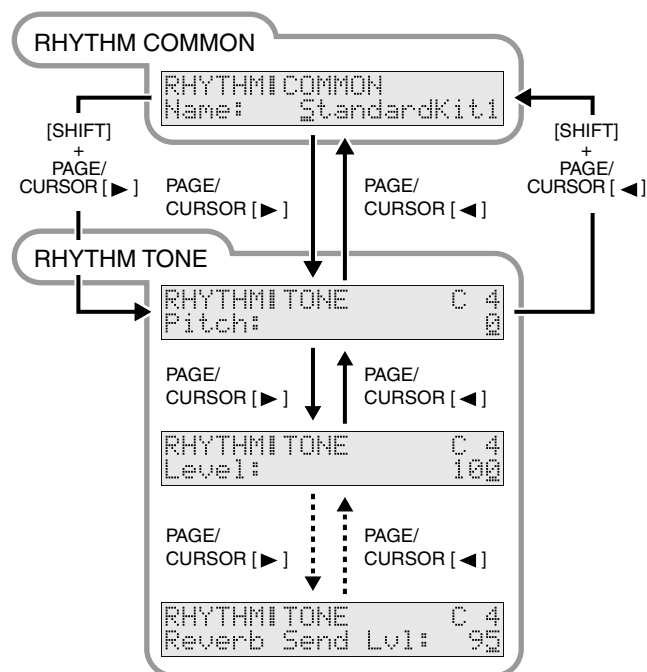 RHYTHM COMMON
RHYTHM COMMON
Name: StandardKit1
[SHIFT]
+
PAGE/
CURSOR [ ▶ ]
PAGE/
CURSOR [ ▶ ]
PAGE/
CURSOR [ ◀ ]
[SHIFT]
+
PAGE/
CURSOR [ ◀ ]
RHYTHM TONE
RHYTHM TONE C 4
Pitch: 0
PAGE/
CURSOR [ ▶ ]
PAGE/
CURSOR [ ◀ ]
RHYTHM TONE C 4
Level: 100
PAGE/
CURSOR [ ▶ ]
PAGE/
CURSOR [ ◀ ]
RHYTHM TONE C 4
Reverb Send Lvl: 95